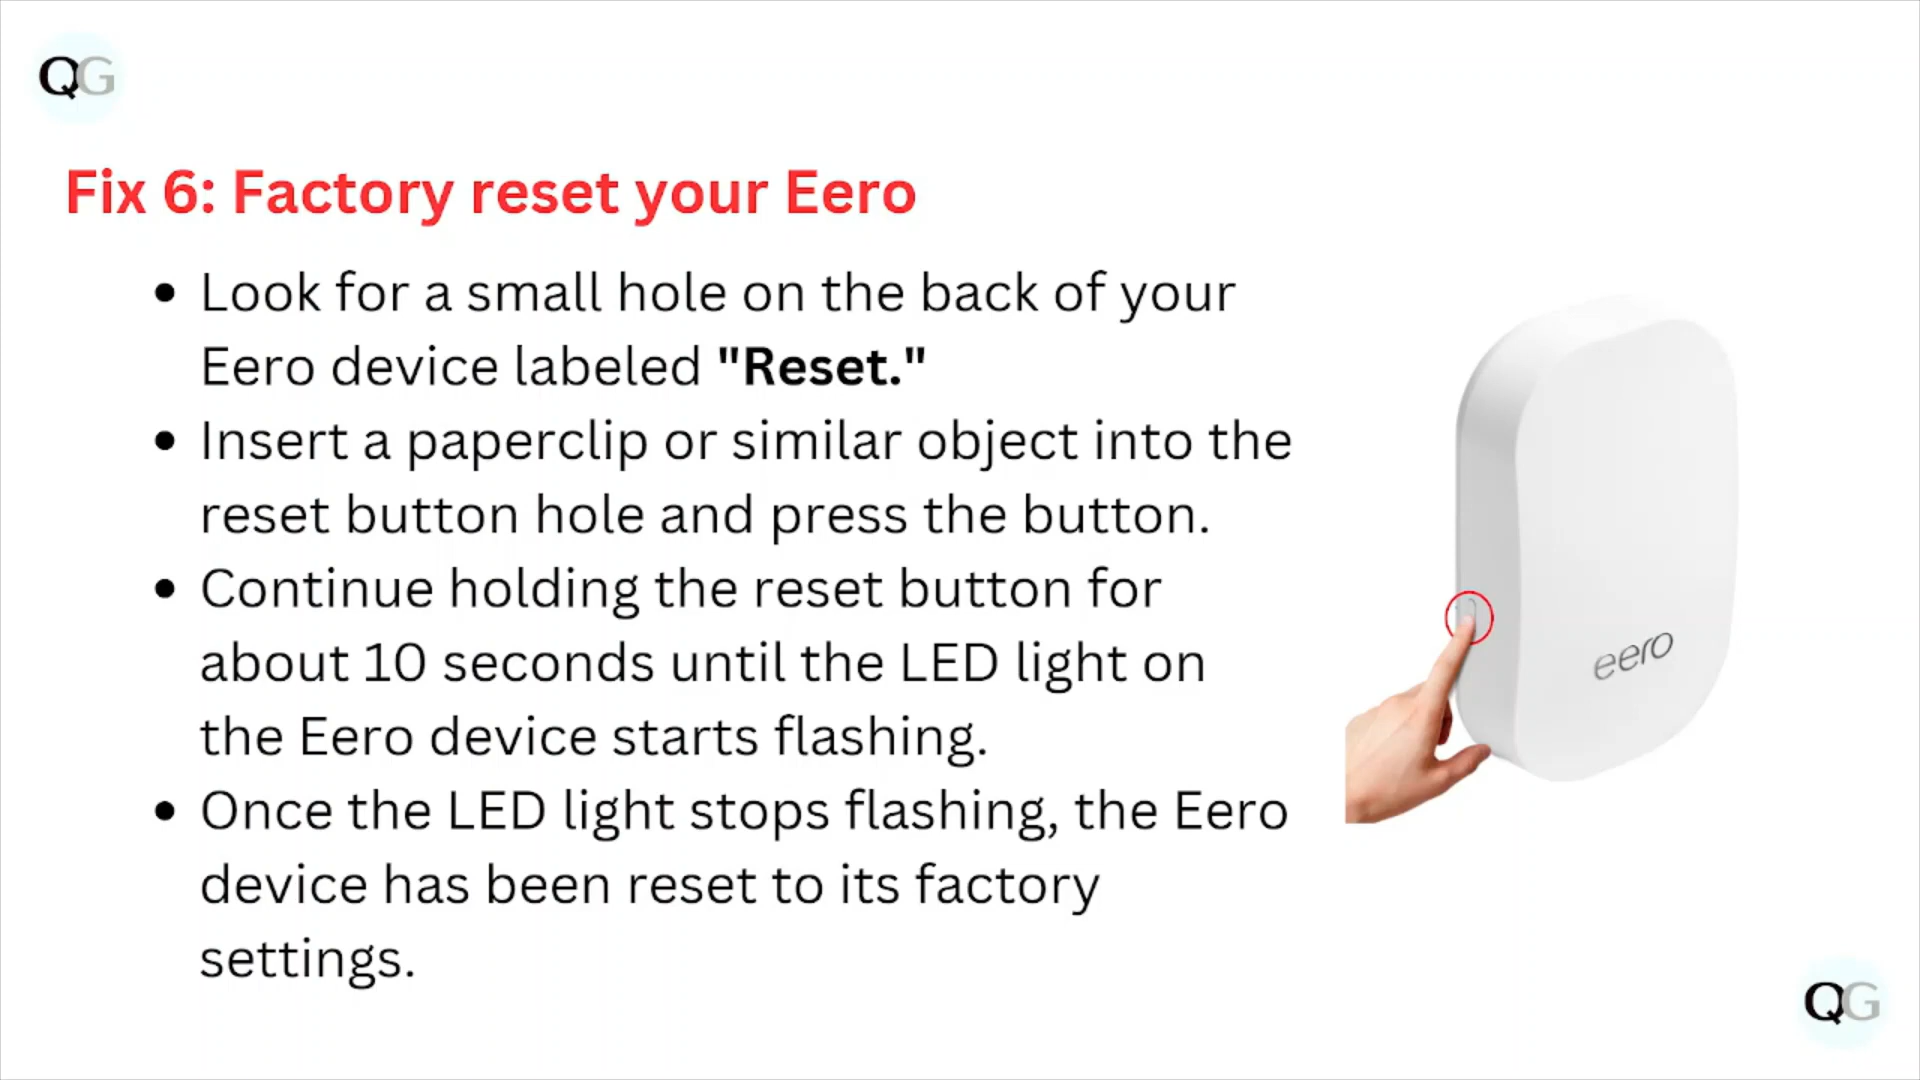 QG
Fix 6: Factory reset your Eero
• Look for a small hole on the back of your
Eero device labeled "Reset."
• Insert a paperclip or similar object into the
reset button hole and press the button.
• Continue holding the reset button for
about 10 seconds until the LED light on
the Eero device starts flashing.
• Once the LED light stops flashing, the Eero
device has been reset to its factory
settings.
eero
QG